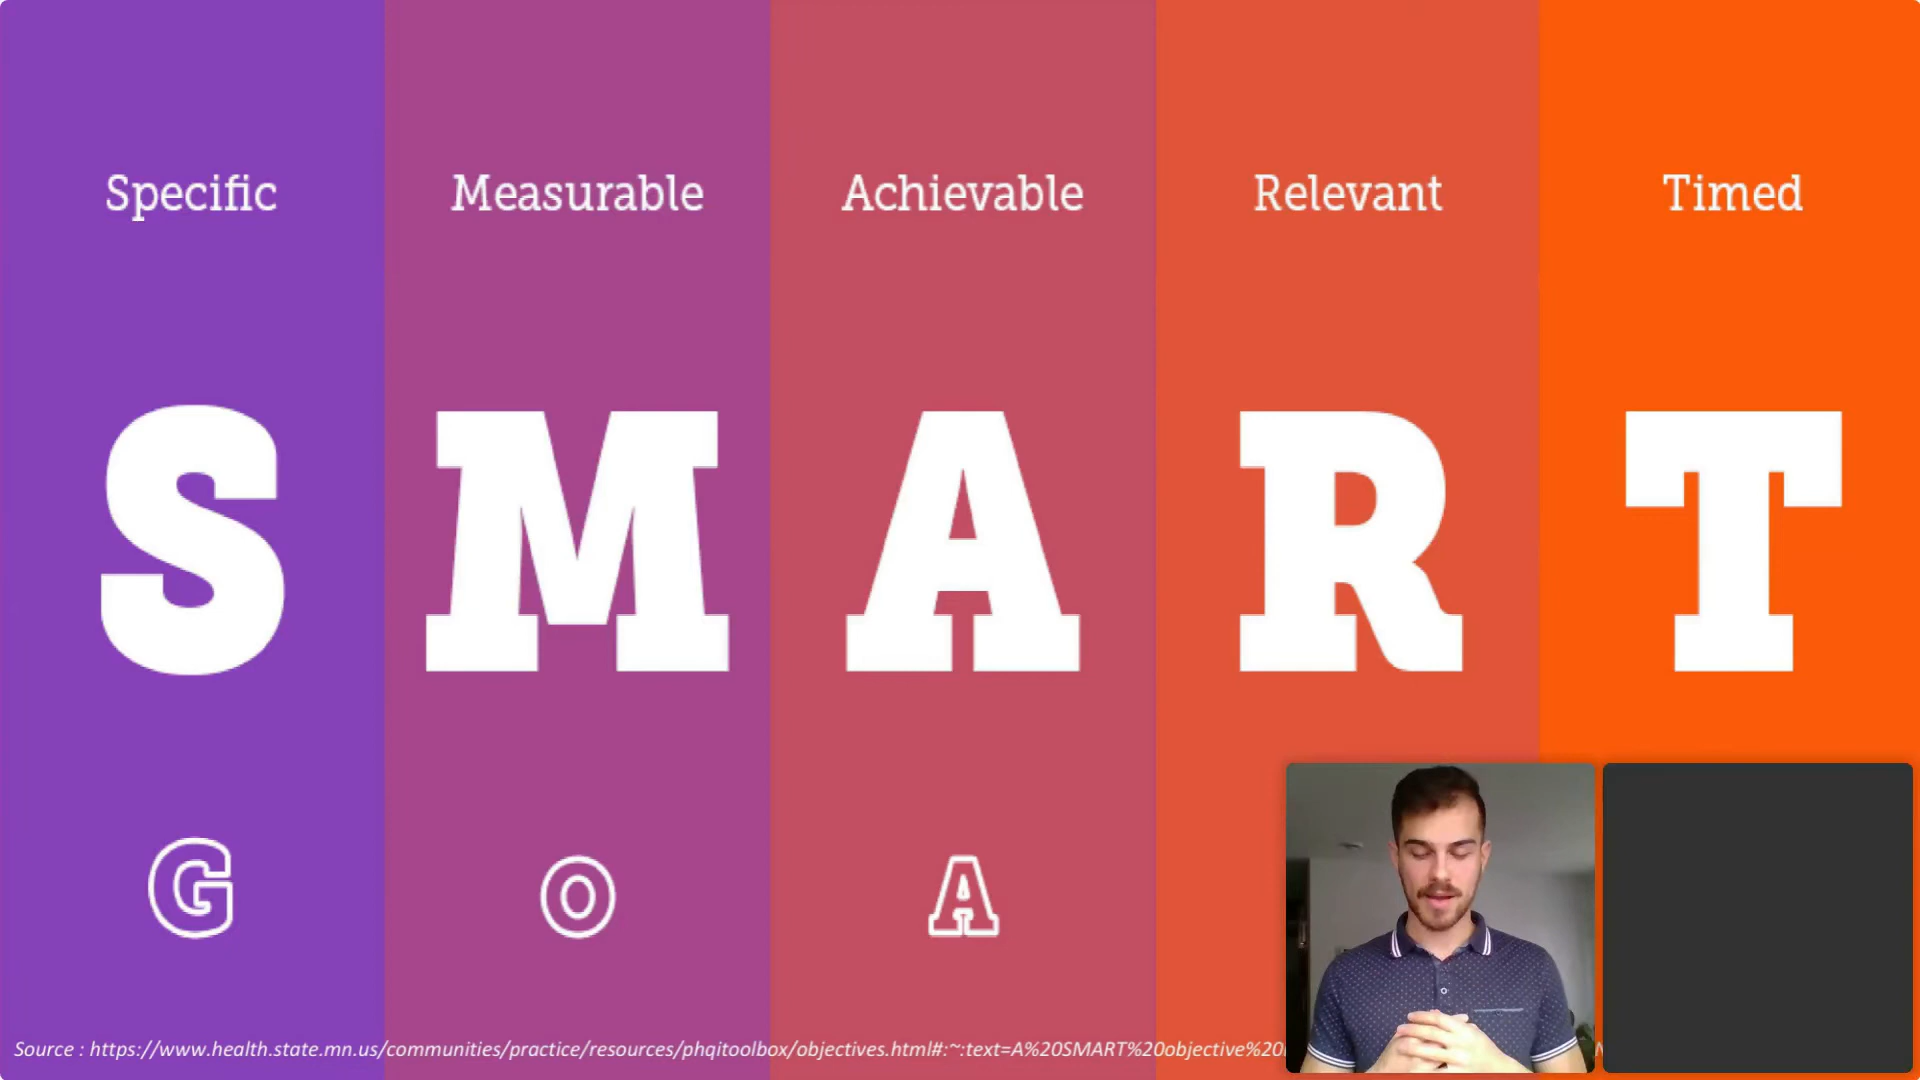 Specific Measurable Achievable Relevant Timed
S M A R T
G O A
Source : https://www.health.state.mn.us/communities/practice/resources/phqitoolbox/objectives.html#:~:text=A%20SMART%20objective%20